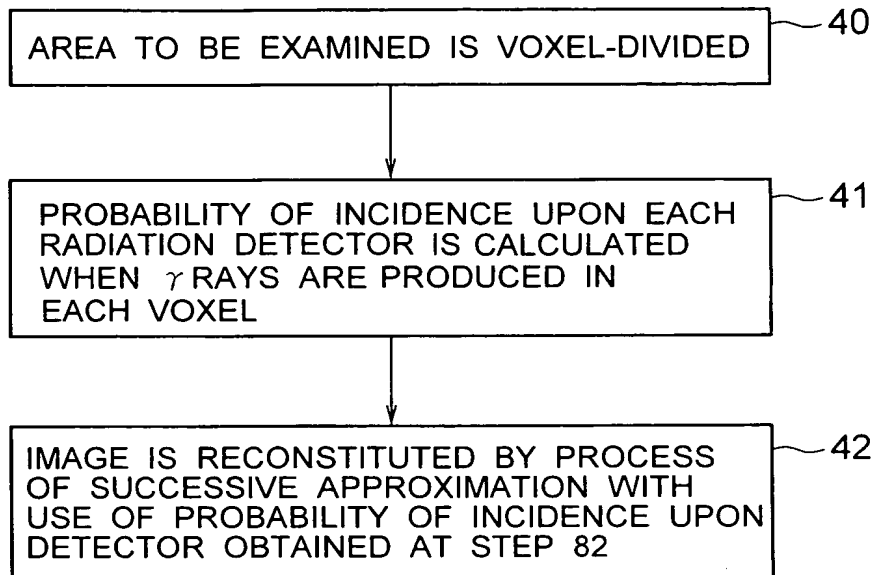 40
AREA TO BE EXAMINED IS VOXEL-DIVIDED
41
PROBABILITY OF INCIDENCE UPON EACH
RADIATION DETECTOR IS CALCULATED
WHEN γ RAYS ARE PRODUCED IN
EACH VOXEL
42
IMAGE IS RECONSTITUTED BY PROCESS
OF SUCCESSIVE APPROXIMATION WITH
USE OF PROBABILITY OF INCIDENCE UPON
DETECTOR OBTAINED AT STEP 82